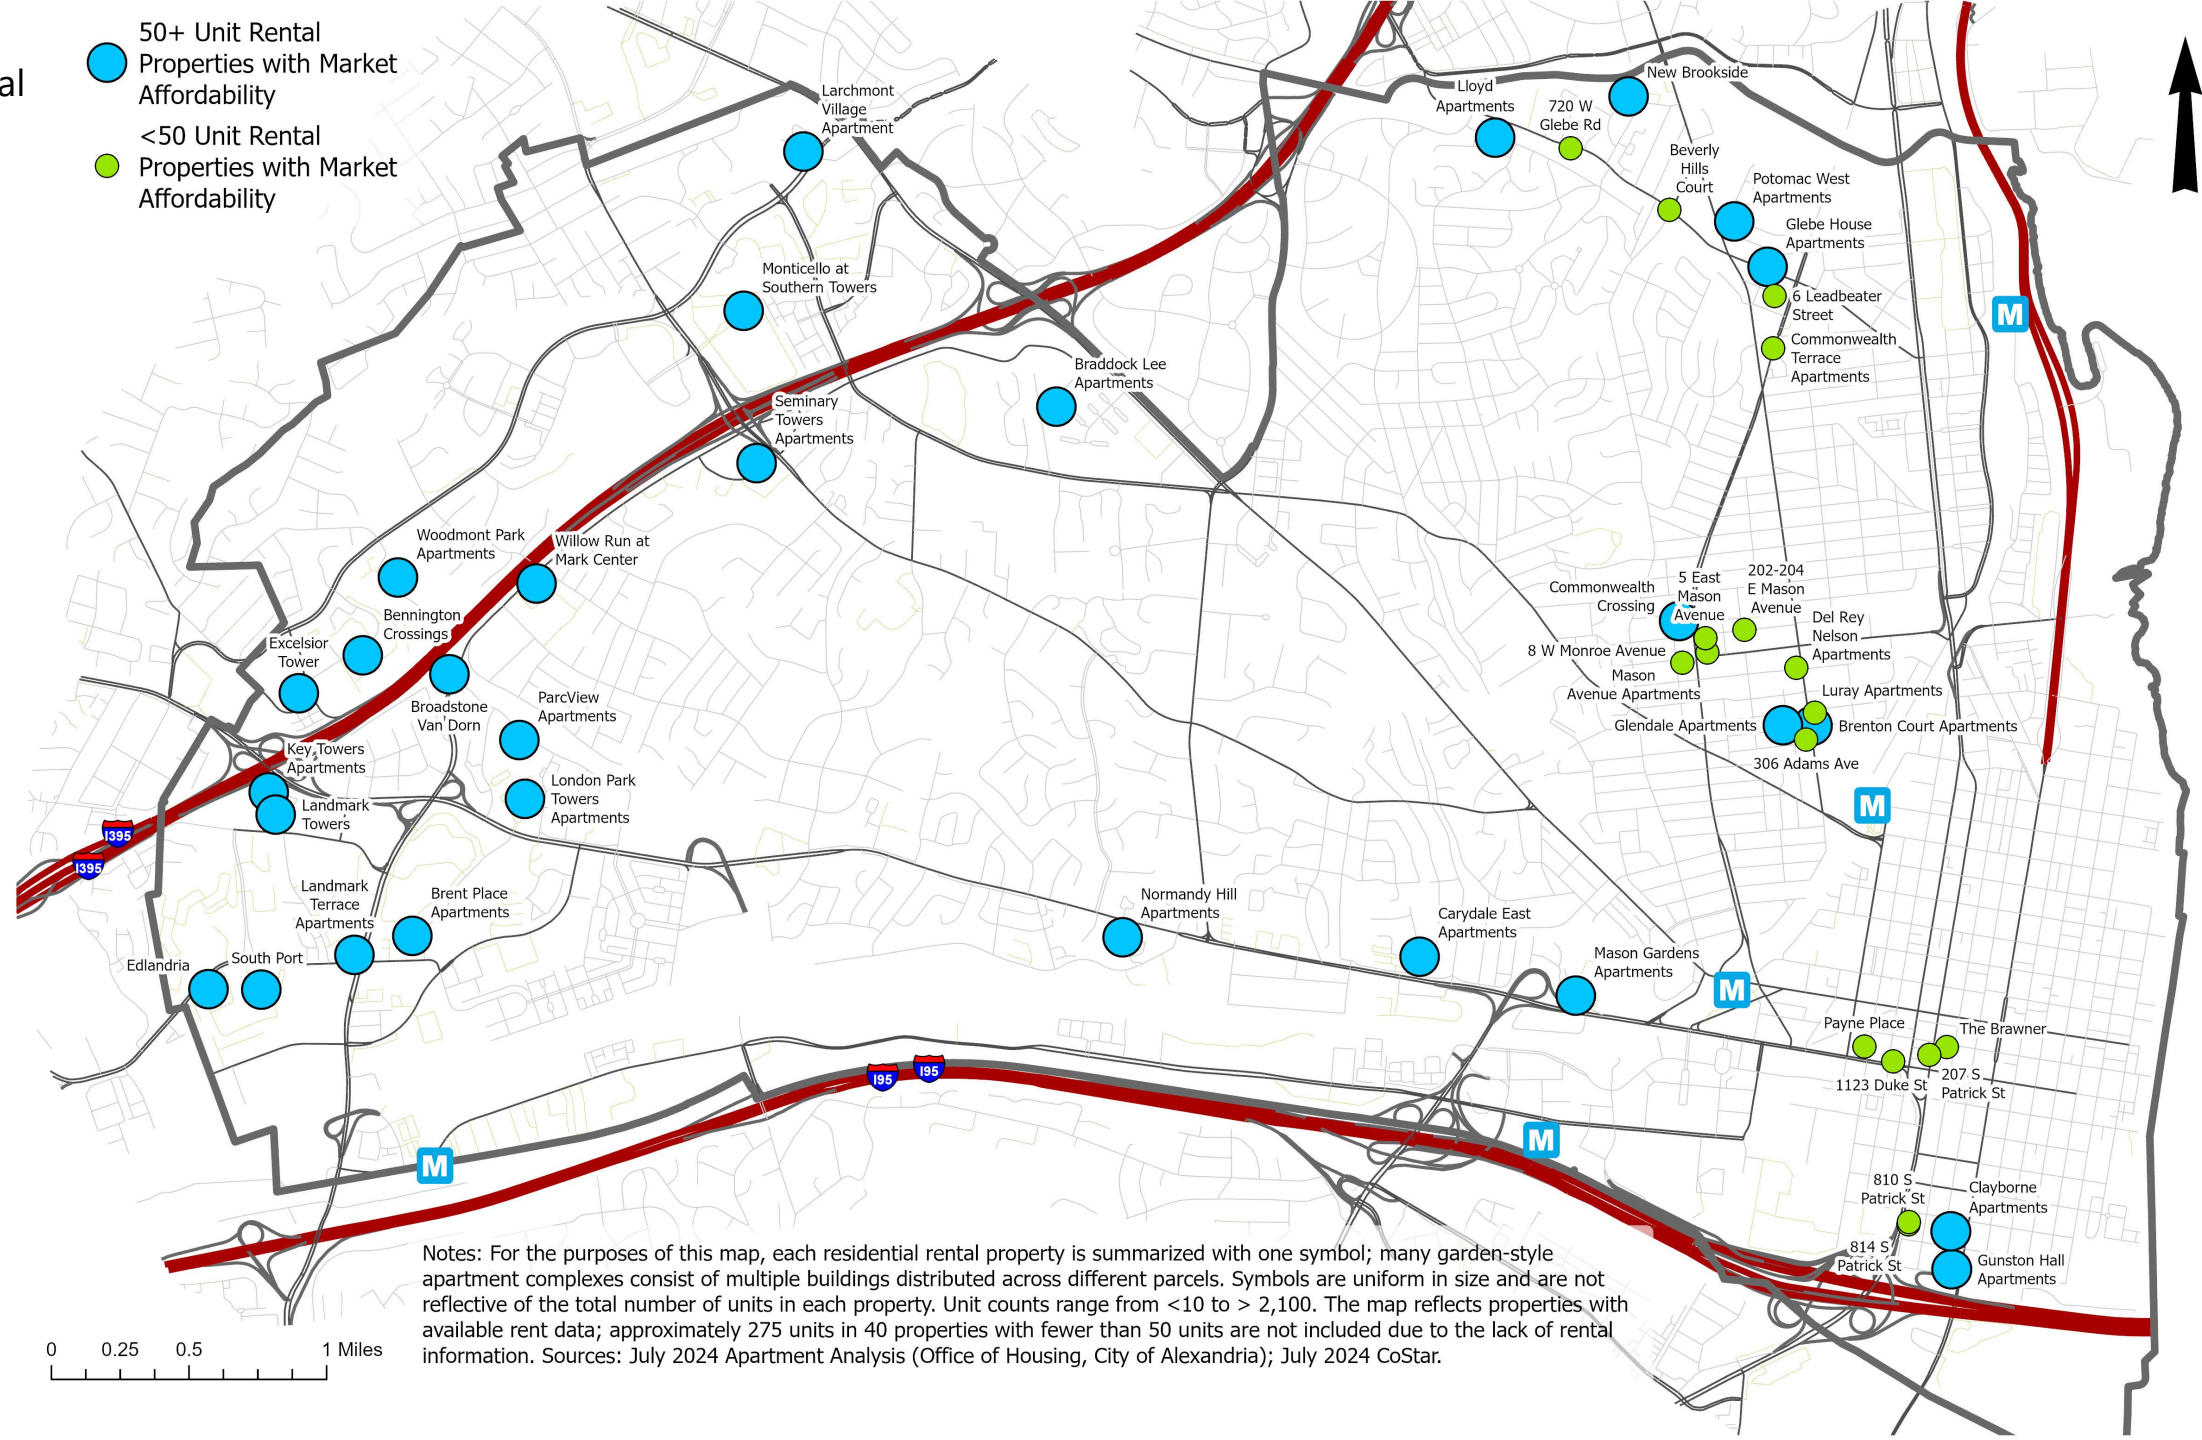 al
50+ Unit Rental
Properties with Market
Affordability
<50 Unit Rental
Properties with Market
Affordability
Larchmont
Village
Apartment
Lloyd
Apartments
720 W
Glebe Rd
New Brookside
Beverly
Hills
Court
Potomac West
Apartments
Glebe House
Apartments
6 Leadbeater
Street
Commonwealth
Terrace
Apartments
M
Monticello at
Southern Towers
Braddock Lee
Apartments
Seminary
Towers
Apartments
Woodmont Park
Apartments
Willow Run at
Mark Center
Bennington
Crossings
Excelsior
Tower
Broadstone
Van Dorn
ParcView
Apartments
London Park
Towers
Apartments
Key Towers
Apartments
Landmark
Towers
I395
I395
Commonwealth
Crossing
5 East
Mason
Avenue
202-204
E Mason
Avenue
Del Rey
Nelson
Apartments
8 W Monroe Avenue
Mason
Avenue Apartments
Luray Apartments
Glendale Apartments
Brenton Court Apartments
306 Adams Ave
M
Landmark
Terrace
Apartments
Brent Place
Apartments
Edlandria
South Port
Normandy Hill
Apartments
Carydale East
Apartments
Mason Gardens
Apartments
M
Payne Place
The Brawner
1123 Duke St
207 S
Patrick St
I95
I95
M
M
810 S
Patrick St
Clayborne
Apartments
814 S
Patrick St
Gunston Hall
Apartments
Notes: For the purposes of this map, each residential rental property is summarized with one symbol; many garden-style
apartment complexes consist of multiple buildings distributed across different parcels. Symbols are uniform in size and are not
reflective of the total number of units in each property. Unit counts range from <10 to > 2,100. The map reflects properties with
available rent data; approximately 275 units in 40 properties with fewer than 50 units are not included due to the lack of rental
information. Sources: July 2024 Apartment Analysis (Office of Housing, City of Alexandria); July 2024 CoStar.
0 0.25 0.5 1 Miles